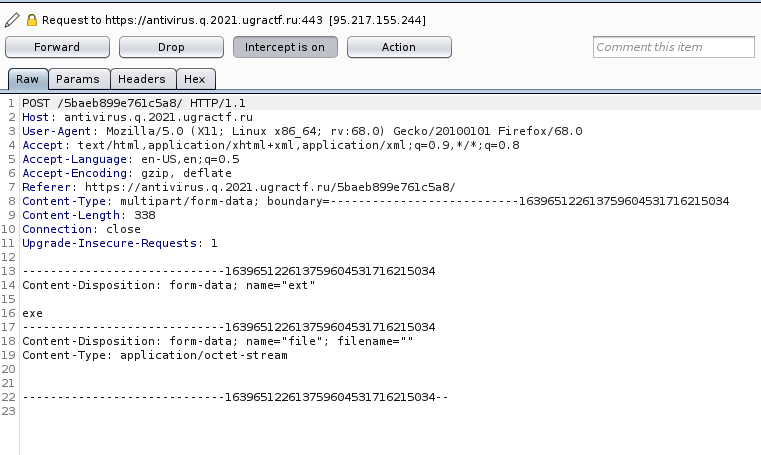 Request to https://antivirus.q.2021.ugractf.ru:443 [95.217.155.244]
Forward Drop Intercept is on Action Comment this item
Raw Params Headers Hex
1 POST /5baeb899e761c5a8/ HTTP/1.1
2 Host: antivirus.q.2021.ugractf.ru
3 User-Agent: Mozilla/5.0 (X11; Linux x86_64; rv:68.0) Gecko/20100101 Firefox/68.0
4 Accept: text/html,application/xhtml+xml,application/xml;q=0.9,*/*;q=0.8
5 Accept-Language: en-US,en;q=0.5
6 Accept-Encoding: gzip, deflate
7 Referer: https://antivirus.q.2021.ugractf.ru/5baeb899e761c5a8/
8 Content-Type: multipart/form-data; boundary=---------------------------1639651226137596045317162150​34
9 Content-Length: 338
10 Connection: close
11 Upgrade-Insecure-Requests: 1
12
13 -----------------------------163965122613759604531716215034
14 Content-Disposition: form-data; name="ext"
15
16 exe
17 -----------------------------163965122613759604531716215034
18 Content-Disposition: form-data; name="file"; filename=""
19 Content-Type: application/octet-stream
20
21
22 -----------------------------163965122613759604531716215034--
23